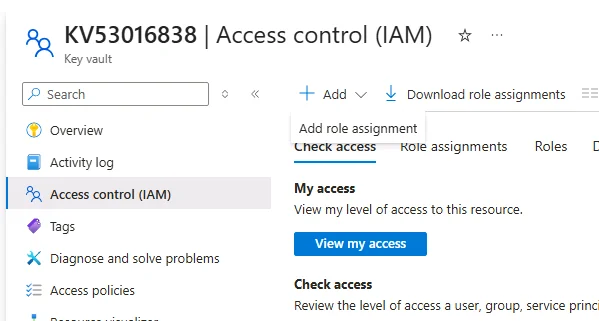 KV53016838 | Access control (IAM)
Key vault
Search
Add
Download role assignments
Add role assignment
Overview
Check access
Role assignments
Roles
Activity log
My access
Access control (IAM)
View my level of access to this resource.
Tags
View my access
Diagnose and solve problems
Check access
Access policies
Review the level of access a user, group, service princi